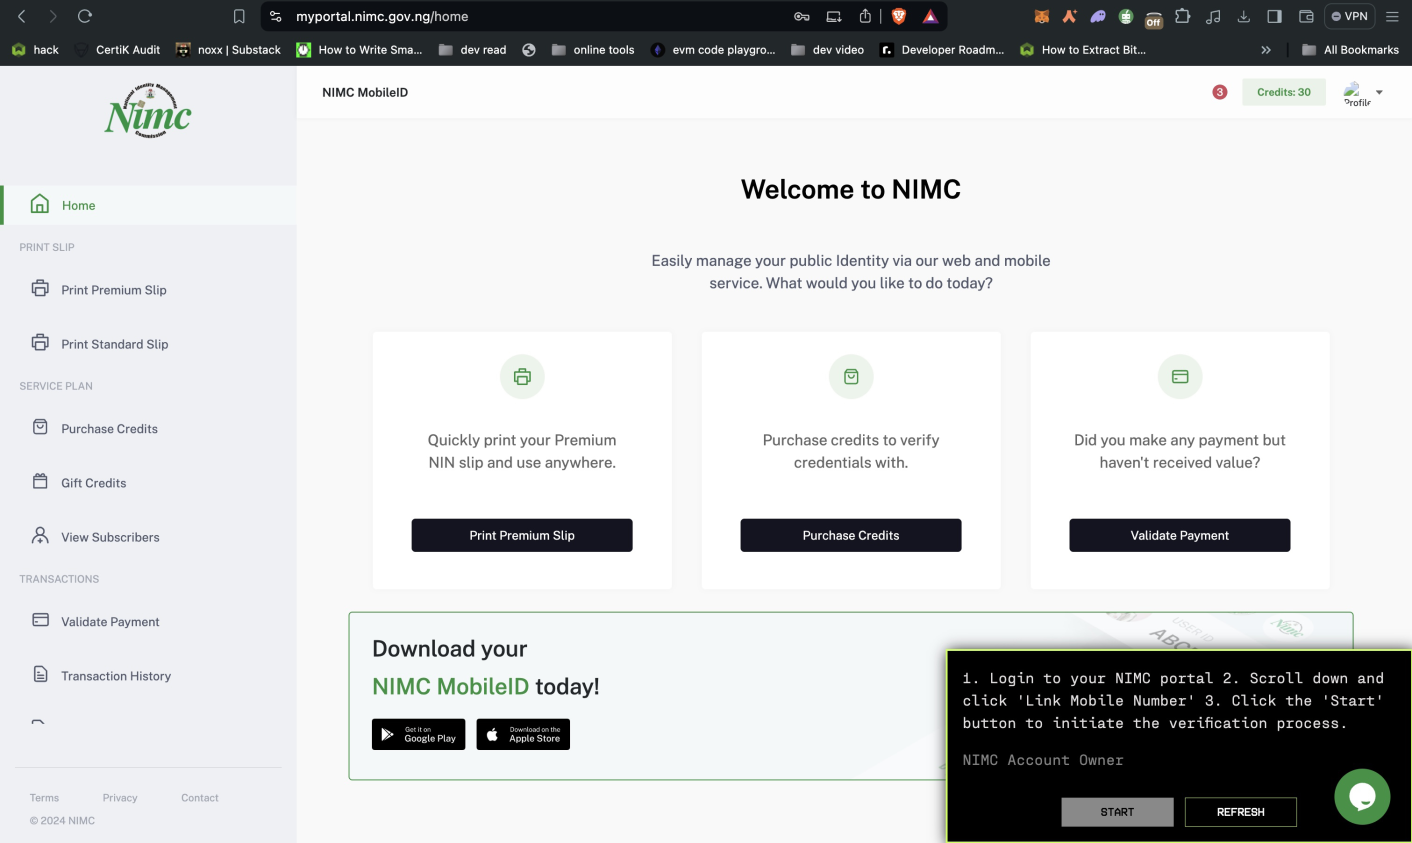 myportal.nimc.gov.ng/home
Off
VPN
hack
CertiK Audit
noxx | Substack
How to Write Sma...
dev read
online tools
evm code playgro...
dev video
Developer Roadm...
How to Extract Bit...
All Bookmarks
National Identity Management
Nimc
Commission
NIMC MobileID
3
Credits: 30
Profile
Home
PRINT SLIP
Print Premium Slip
Print Standard Slip
SERVICE PLAN
Purchase Credits
Gift Credits
View Subscribers
TRANSACTIONS
Validate Payment
Transaction History
Terms
Privacy
Contact
© 2024 NIMC
Welcome to NIMC
Easily manage your public Identity via our web and mobile
service. What would you like to do today?
Quickly print your Premium
NIN slip and use anywhere.
Print Premium Slip
Purchase credits to verify
credentials with.
Purchase Credits
Did you make any payment but
haven't received value?
Validate Payment
Download your
NIMC MobileID today!
Get it on
Google Play
Download on the
Apple Store
USER ID
Nimc
1. Login to your NIMC portal 2. Scroll down and
click 'Link Mobile Number' 3. Click the 'Start'
button to initiate the verification process.
NIMC Account Owner
START
REFRESH